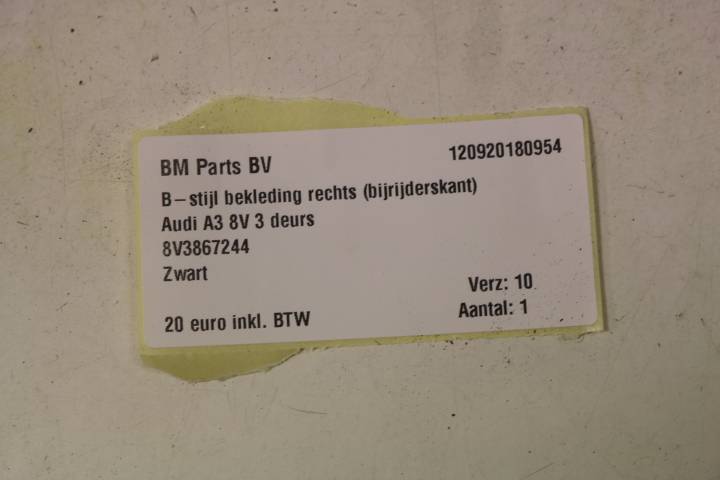 BM Parts BV
120920180954
B-stijl bekleding rechts (bijrijderskant)
Audi A3 8V 3 deurs
8V3867244
Zwart
Verz: 10
Aantal: 1
20 euro inkl. BTW